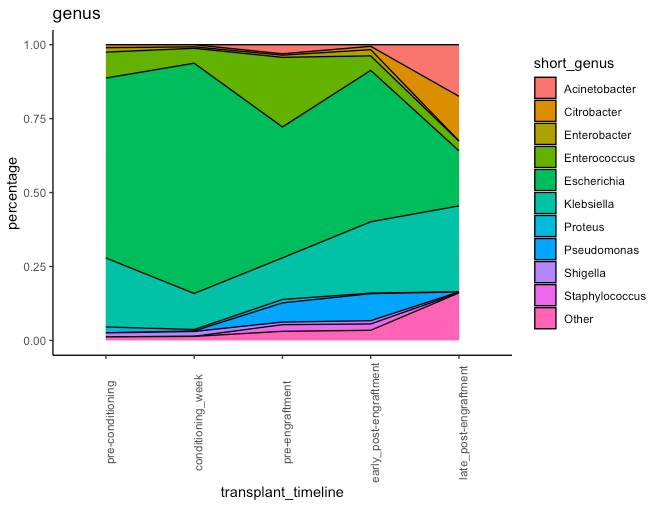 genus
percentage
1.00
0.75
0.50
0.25
0.00
pre-conditioning
conditioning_week
pre-engraftment
early_post-engraftment
late_post-engraftment
transplant_timeline
short_genus
Acinetobacter
Citrobacter
Enterobacter
Enterococcus
Escherichia
Klebsiella
Proteus
Pseudomonas
Shigella
Staphylococcus
Other